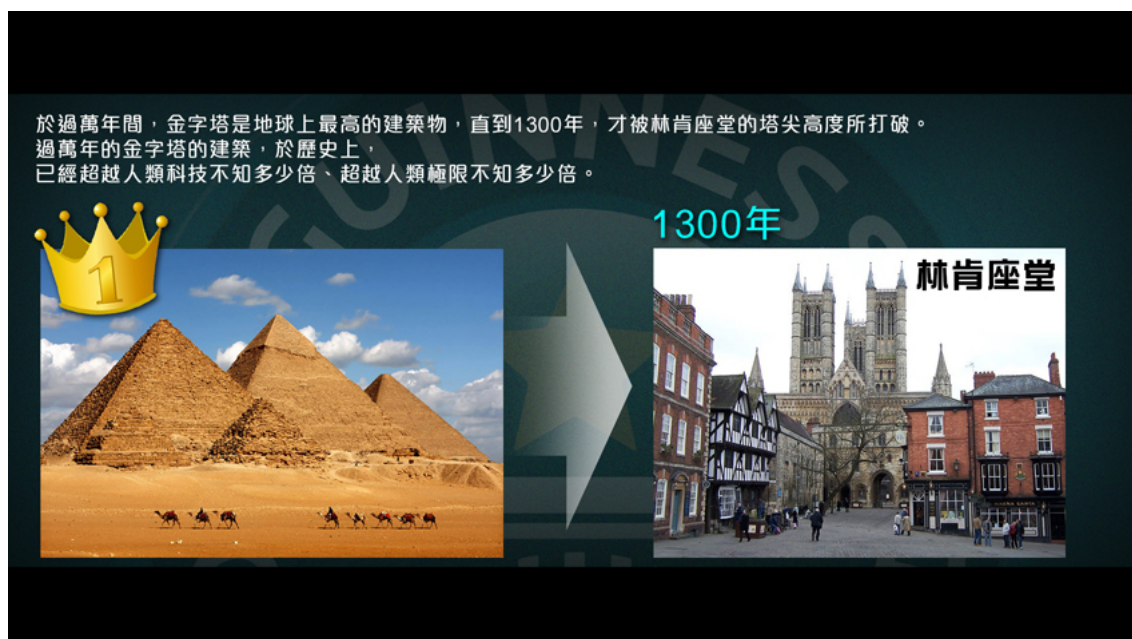 於過萬年間，金字塔是地球上最高的建築物，直到1300年，才被林肯座堂的塔尖高度所打破。
過萬年的金字塔的建築，於歷史上，
已經超越人類科技不知多少倍、超越人類極限不知多少倍。
1
1300年
林肯座堂
GUINNESS